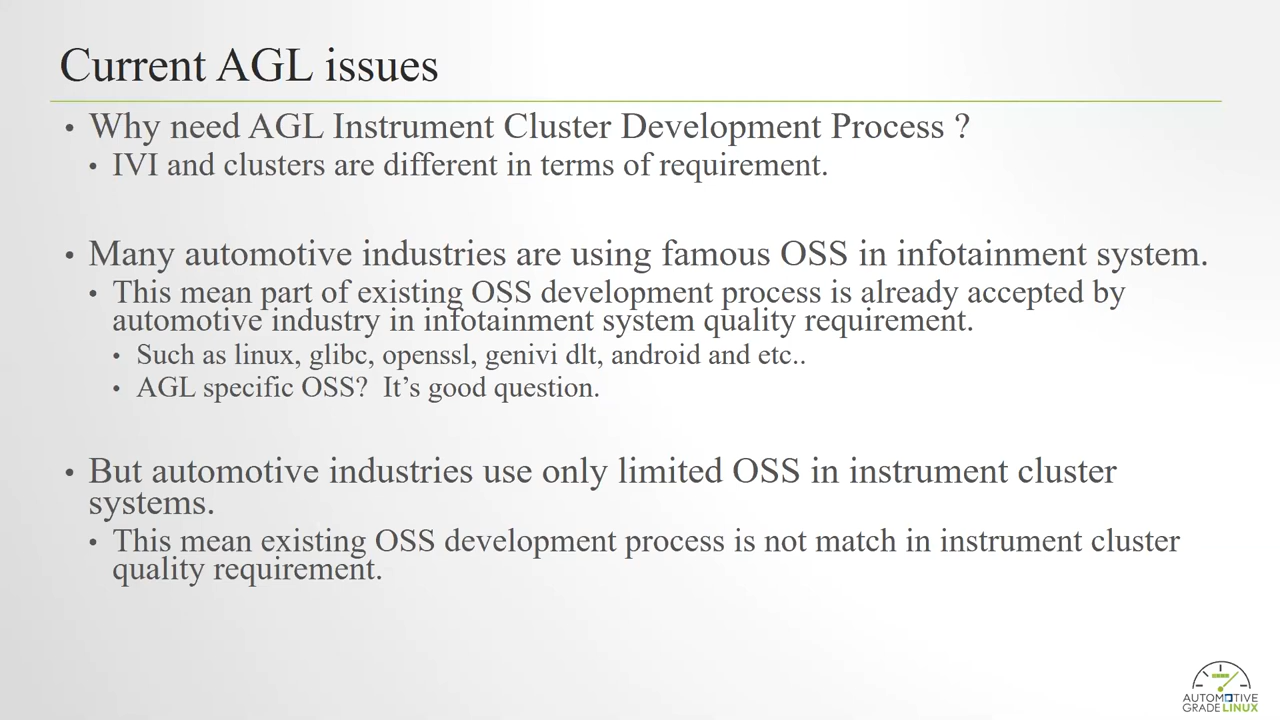 Current AGL issues
• Why need AGL Instrument Cluster Development Process ?
• IVI and clusters are different in terms of requirement.
• Many automotive industries are using famous OSS in infotainment system.
• This mean part of existing OSS development process is already accepted by
automotive industry in infotainment system quality requirement.
• Such as linux, glibc, openssl, genivi dlt, android and etc..
• AGL specific OSS?  It’s good question.
• But automotive industries use only limited OSS in instrument cluster
systems.
• This mean existing OSS development process is not match in instrument cluster
quality requirement.
AUTOMOTIVE
GRADE LINUX